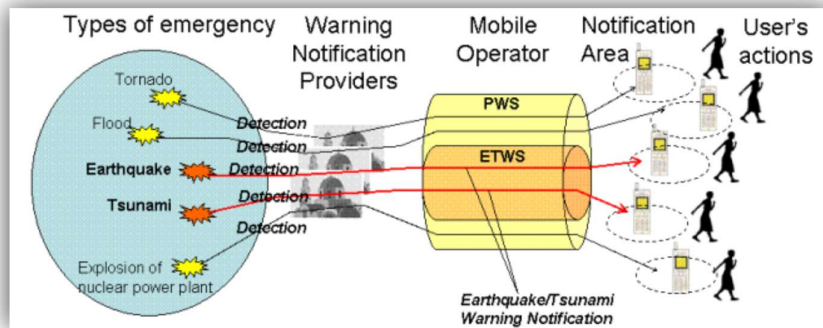 Types of emergency
Warning
Notification
Providers
Mobile
Operator
Notification
Area
User's
actions
Tornado
Flood
Earthquake
Tsunami
Explosion of
nuclear power plant
Detection
Detection
Detection
Detection
Detection
PWS
ETWS
Earthquake/Tsunami
Warning Notification